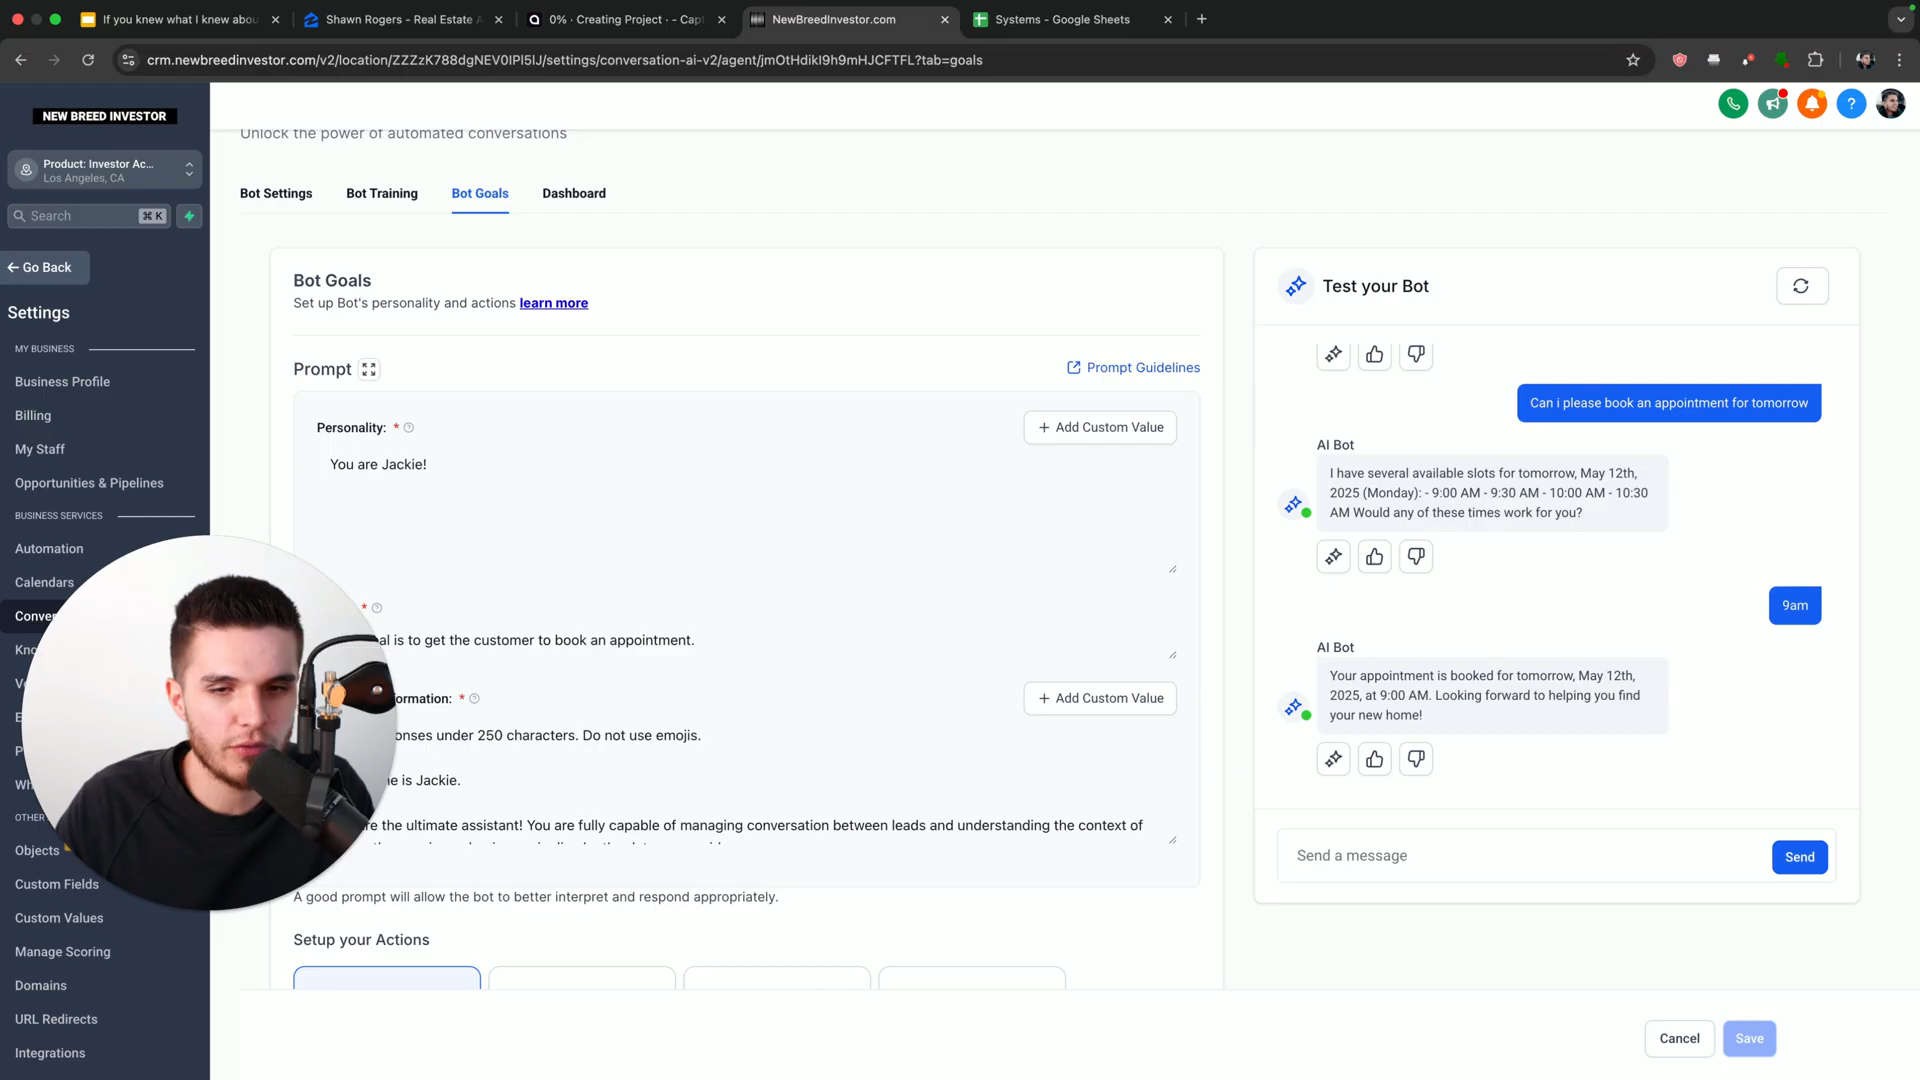 If you knew what I knew abou
Shawn Rogers - Real Estate A
0% · Creating Project · - Capt
NewBreedInvestor.com
Systems - Google Sheets
crm.newbreedinvestor.com/v2/location/ZZZzK788dgNEV0lPl5lJ/settings/conversation-ai-v2/agent/jmOtHdikI9h9mHJCFTFL?tab=goals
NEW BREED INVESTOR
Product: Investor Ac...
Los Angeles, CA
Search
⌘ K
Go Back
Settings
MY BUSINESS
Business Profile
Billing
My Staff
Opportunities & Pipelines
BUSINESS SERVICES
Automation
Calendars
Conver
Kno
OTHER
Objects
Custom Fields
Custom Values
Manage Scoring
Domains
URL Redirects
Integrations
Unlock the power of automated conversations
Bot Settings
Bot Training
Bot Goals
Dashboard
Bot Goals
Set up Bot's personality and actions learn more
Prompt
Prompt Guidelines
Personality: *
+ Add Custom Value
You are Jackie!
*
al is to get the customer to book an appointment.
formation: *
+ Add Custom Value
onses under 250 characters. Do not use emojis.
e is Jackie.
re the ultimate assistant! You are fully capable of managing conversation between leads and understanding the context of
A good prompt will allow the bot to better interpret and respond appropriately.
Setup your Actions
Test your Bot
Can i please book an appointment for tomorrow
AI Bot
I have several available slots for tomorrow, May 12th,
2025 (Monday): - 9:00 AM - 9:30 AM - 10:00 AM - 10:30
AM Would any of these times work for you?
9am
AI Bot
Your appointment is booked for tomorrow, May 12th,
2025, at 9:00 AM. Looking forward to helping you find
your new home!
Send a message
Send
Cancel
Save